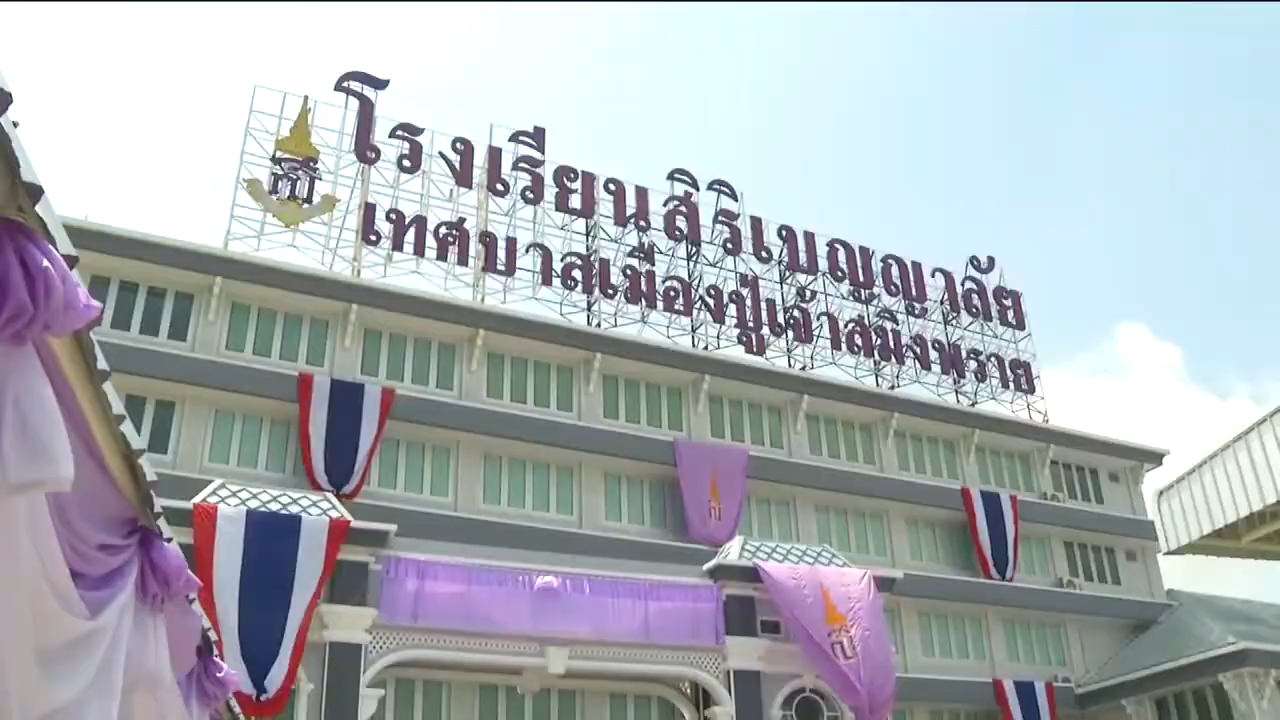 โรงเรียนสิริเบญญาลัย
เทศบาลเมืองปู่เจ้าสมิงพราย